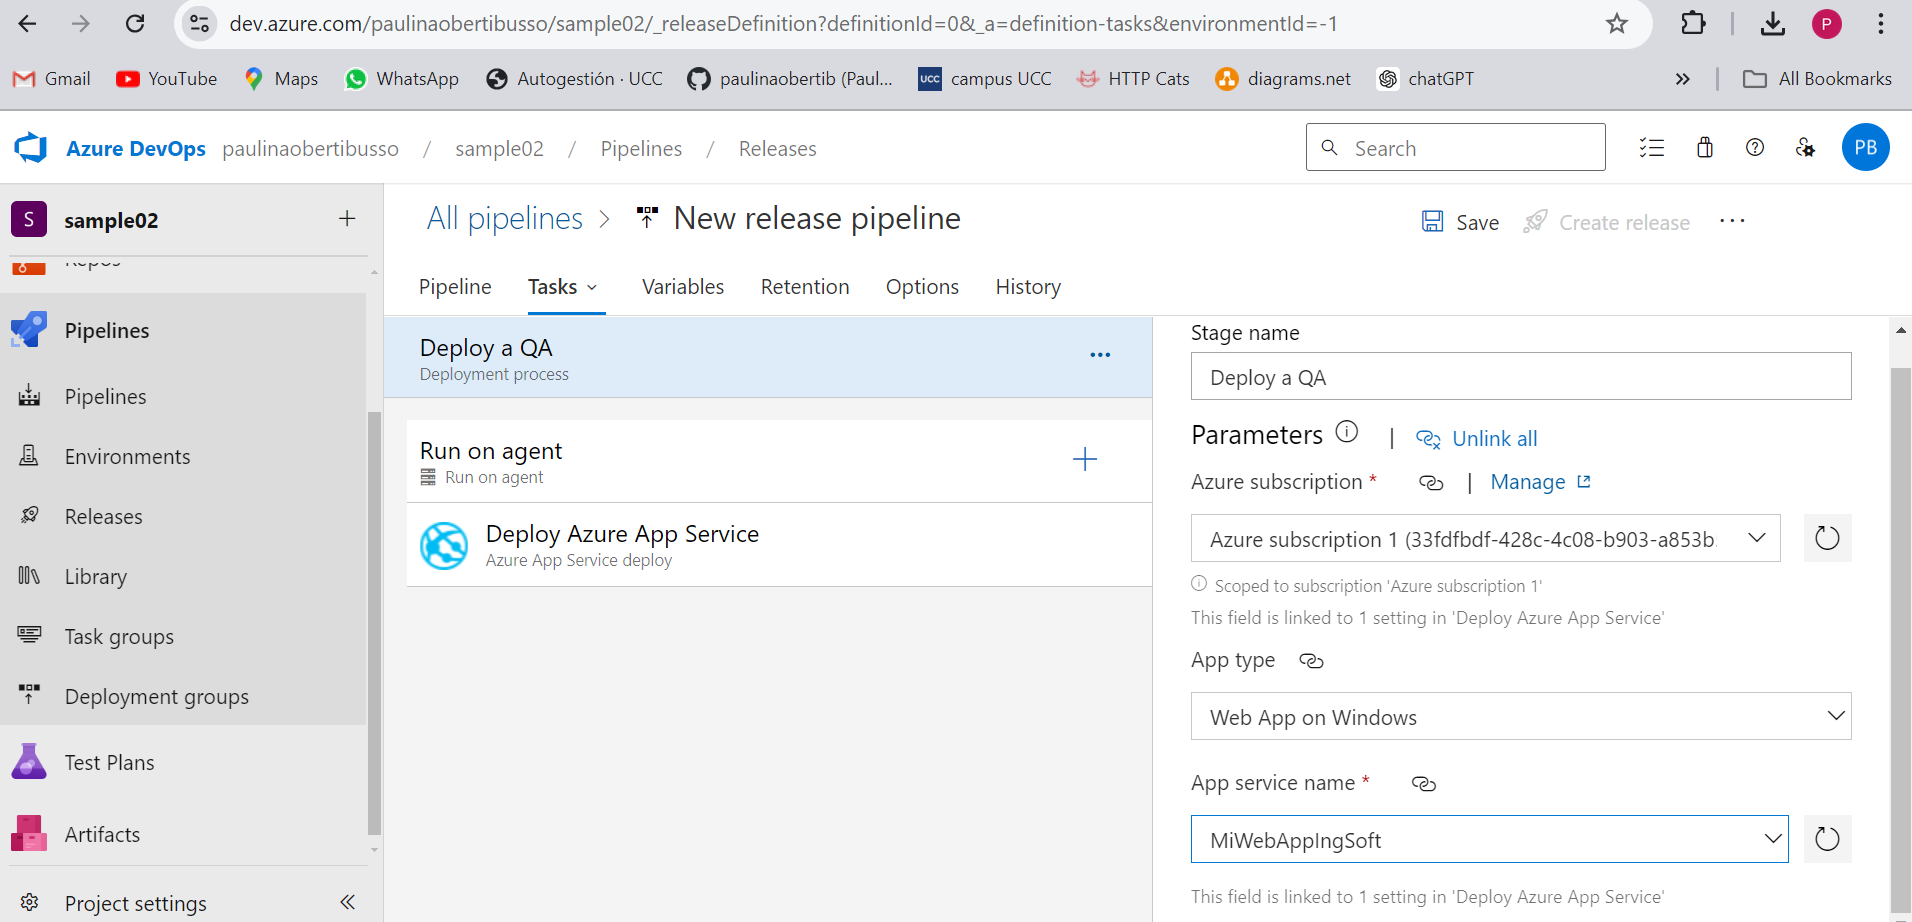 dev.azure.com/paulinaobertibusso/sample02/_releaseDefinition?definitionId=0&_a=definition-tasks&environmentId=-1
P
Gmail
YouTube
Maps
WhatsApp
Autogestión · UCC
paulinaobertib (Paul...
UCC
campus UCC
HTTP Cats
diagrams.net
chatGPT
»
All Bookmarks
Azure DevOps
paulinaobertibusso / sample02 / Pipelines / Releases
Search
PB
S
sample02
Repos
Pipelines
Pipelines
Environments
Releases
Library
Task groups
Deployment groups
Test Plans
Artifacts
Project settings
All pipelines > New release pipeline
Save
Create release
Pipeline
Tasks
Variables
Retention
Options
History
Deploy a QA
Deployment process
Run on agent
Run on agent
Deploy Azure App Service
Azure App Service deploy
Stage name
Deploy a QA
Parameters | Unlink all
Azure subscription * | Manage
Azure subscription 1 (33fdfbdf-428c-4c08-b903-a853b
Scoped to subscription 'Azure subscription 1'
This field is linked to 1 setting in 'Deploy Azure App Service'
App type
Web App on Windows
App service name *
MiWebAppIngSoft
This field is linked to 1 setting in 'Deploy Azure App Service'